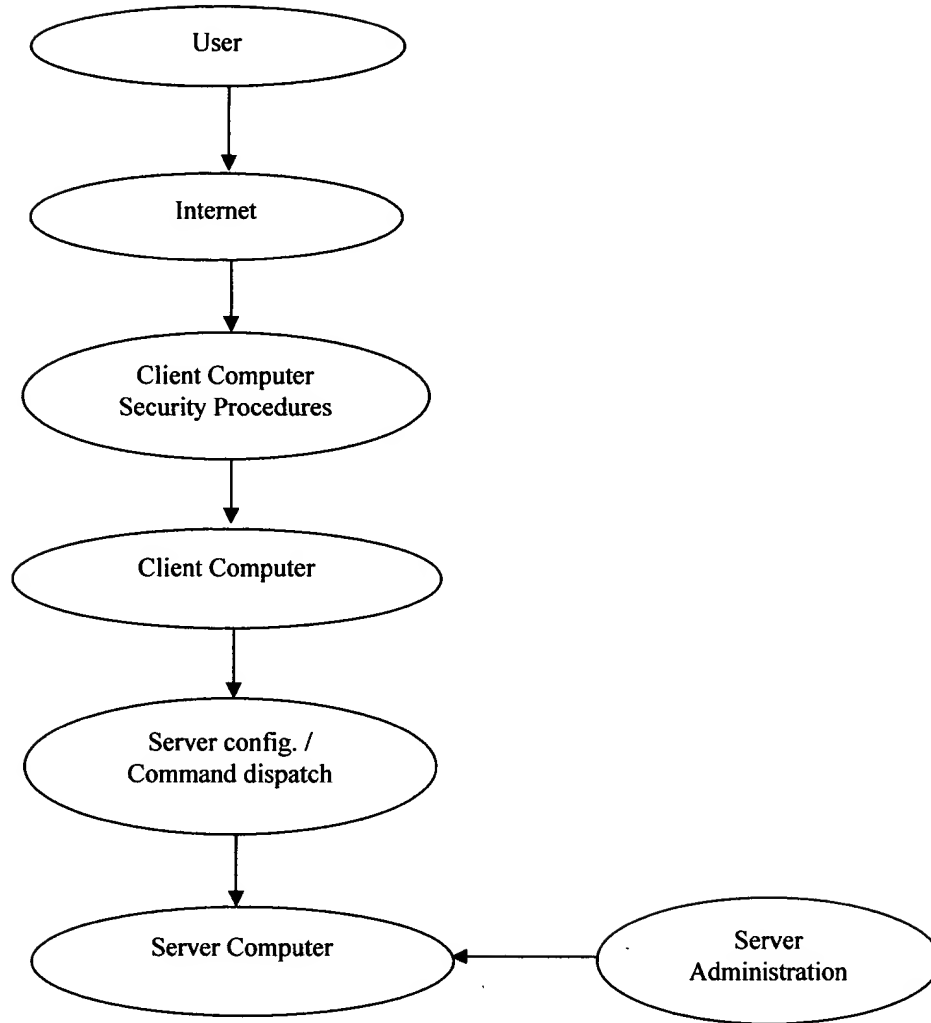 User
Internet
Client Computer
Security Procedures
Client Computer
Server config. /
Command dispatch
Server Computer
Server
Administration